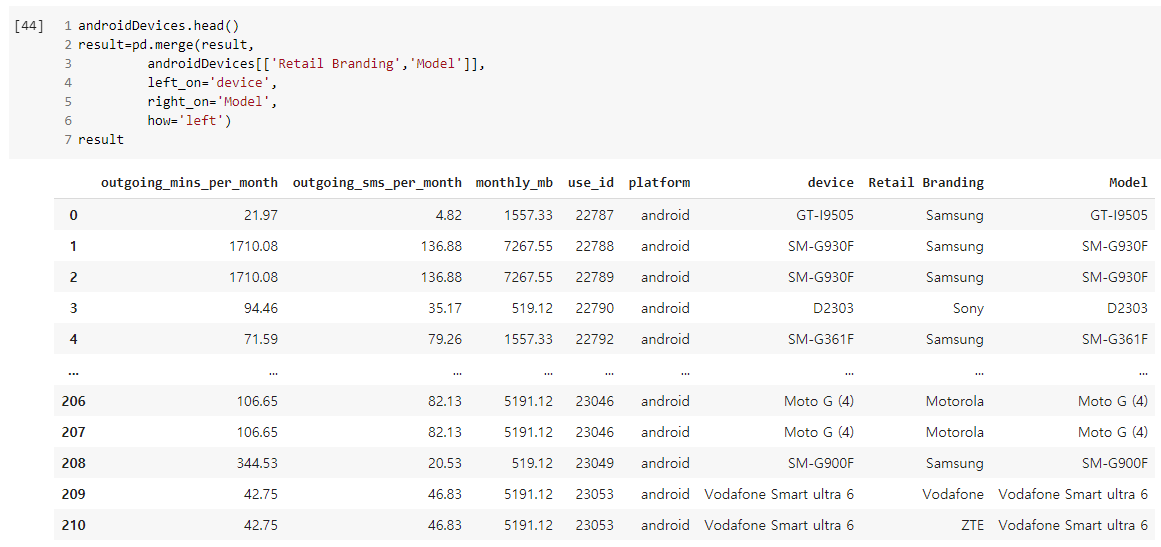 [44] 1 androidDevices.head()
2 result=pd.merge(result,
3 androidDevices[['Retail Branding','Model']],
4 left_on='device',
5 right_on='Model',
6 how='left')
7 result
outgoing_mins_per_month outgoing_sms_per_month monthly_mb use_id platform device Retail Branding Model
0 21.97 4.82 1557.33 22787 android GT-I9505 Samsung GT-I9505
1 1710.08 136.88 7267.55 22788 android SM-G930F Samsung SM-G930F
2 1710.08 136.88 7267.55 22789 android SM-G930F Samsung SM-G930F
3 94.46 35.17 519.12 22790 android D2303 Sony D2303
4 71.59 79.26 1557.33 22792 android SM-G361F Samsung SM-G361F
... ... ... ... ... ... ... ... ...
206 106.65 82.13 5191.12 23046 android Moto G (4) Motorola Moto G (4)
207 106.65 82.13 5191.12 23046 android Moto G (4) Motorola Moto G (4)
208 344.53 20.53 519.12 23049 android SM-G900F Samsung SM-G900F
209 42.75 46.83 5191.12 23053 android Vodafone Smart ultra 6 Vodafone Vodafone Smart ultra 6
210 42.75 46.83 5191.12 23053 android Vodafone Smart ultra 6 ZTE Vodafone Smart ultra 6